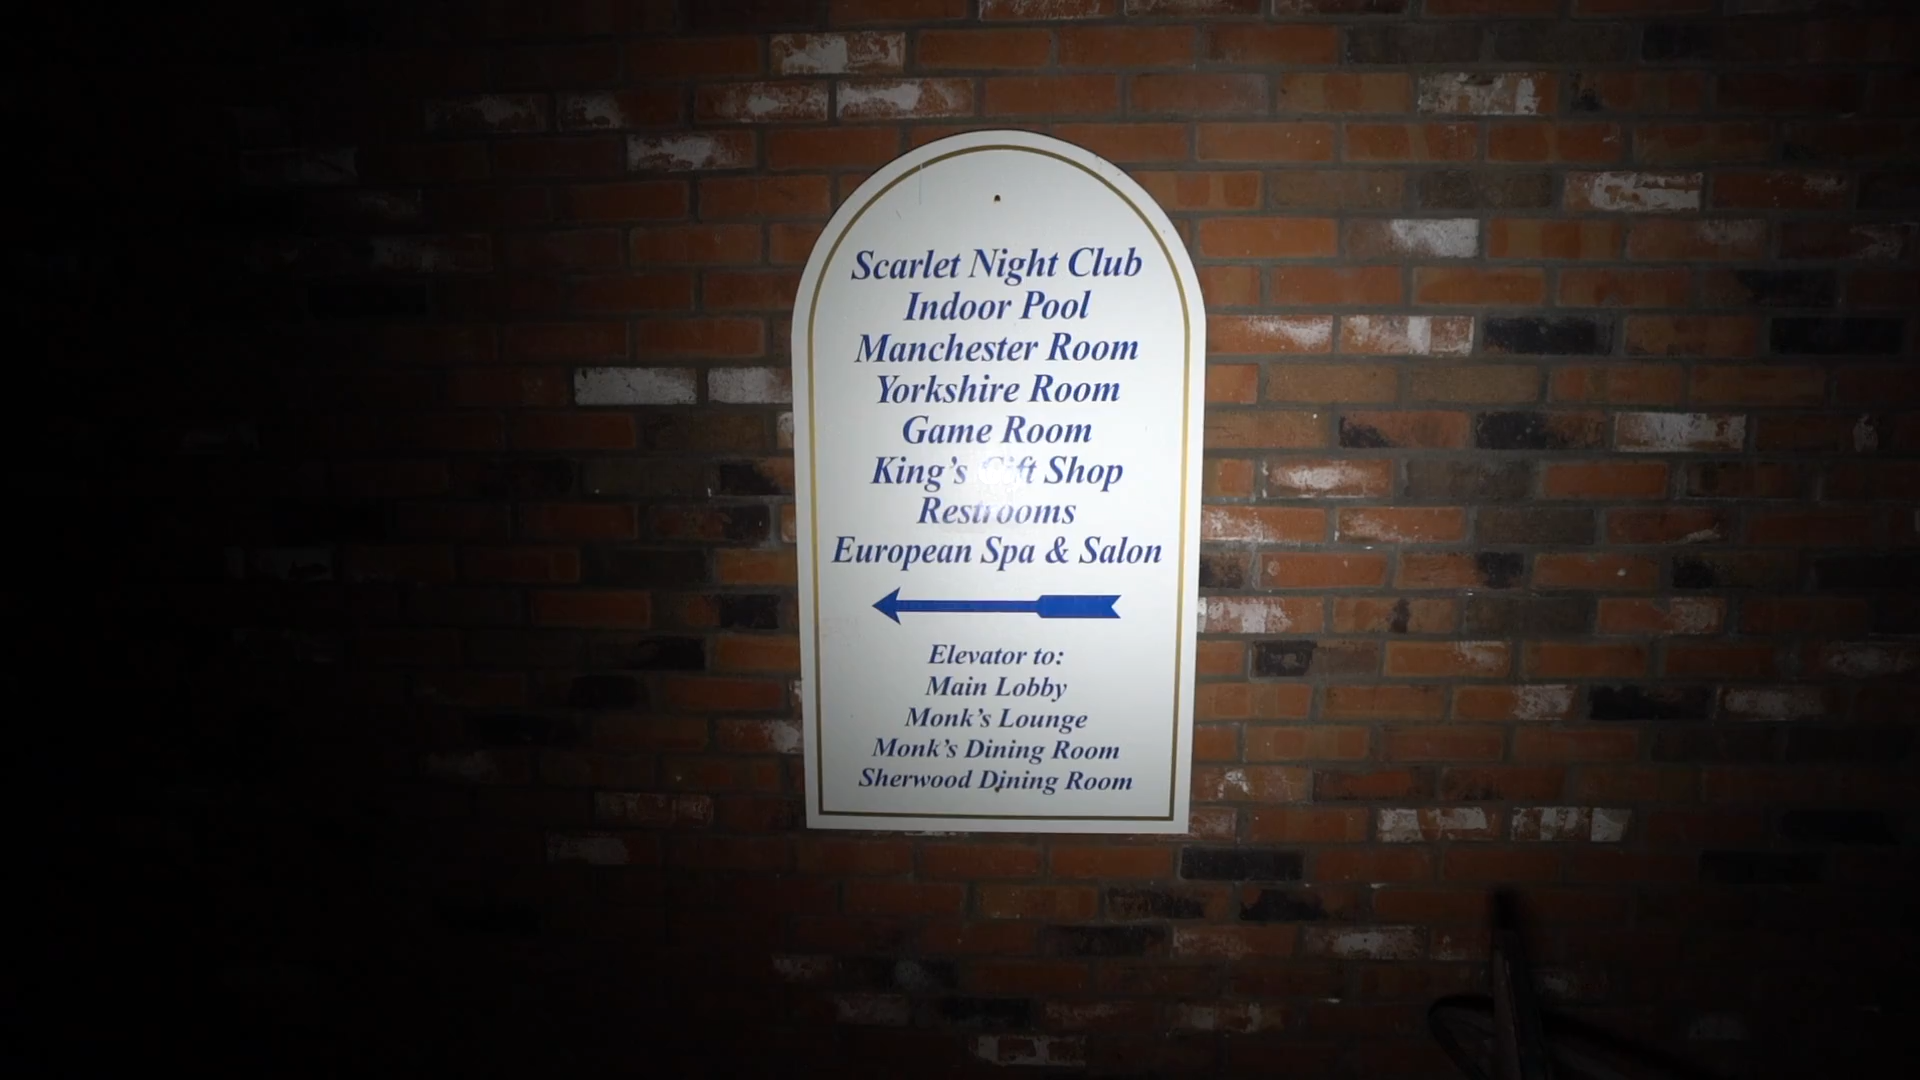 Scarlet Night Club
Indoor Pool
Manchester Room
Yorkshire Room
Game Room
King's Gift Shop
Restrooms
European Spa & Salon
Elevator to:
Main Lobby
Monk's Lounge
Monk's Dining Room
Sherwood Dining Room